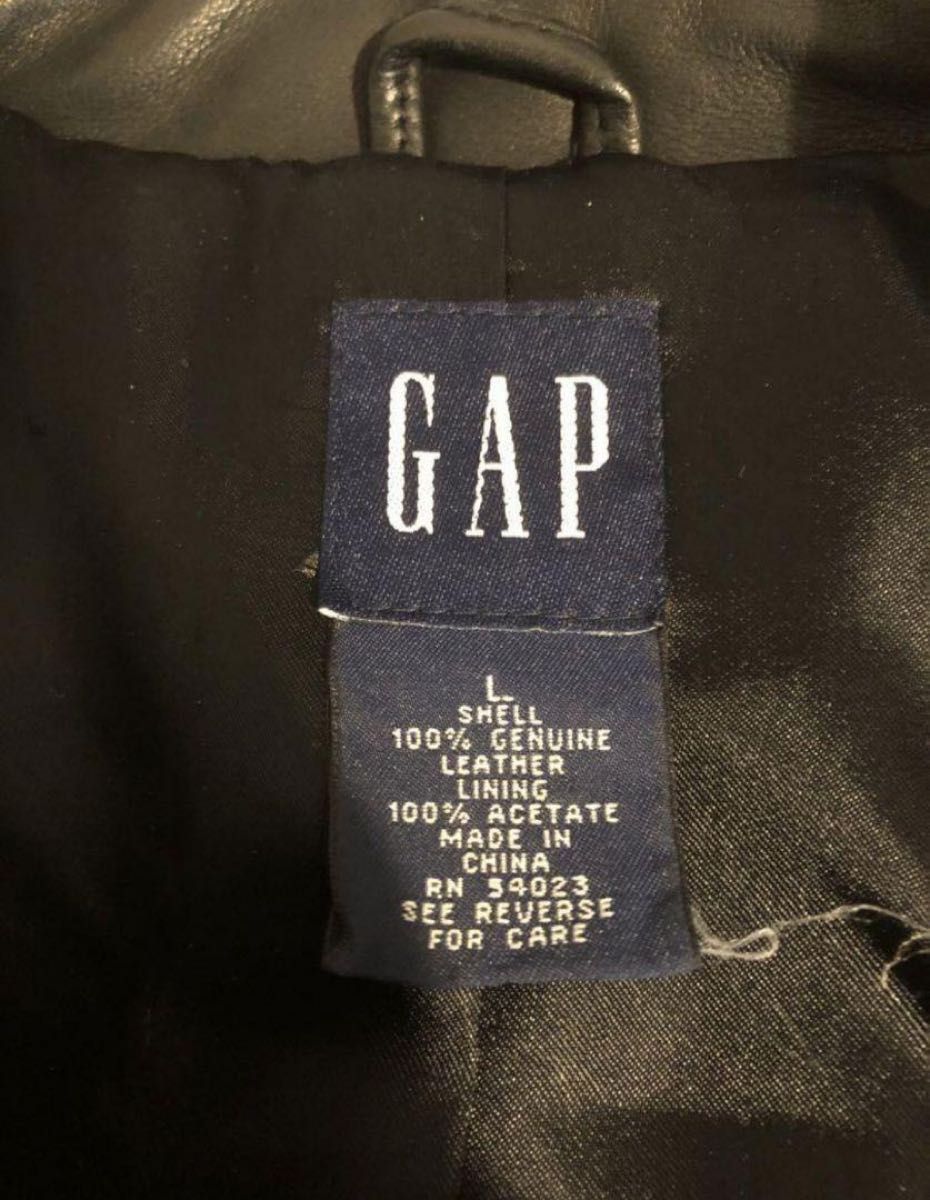 GAP
L
SHELL
100% GENUINE
LEATHER
LINING
100% ACETATE
MADE IN
CHINA
RN 54023
SEE REVERSE
FOR CARE